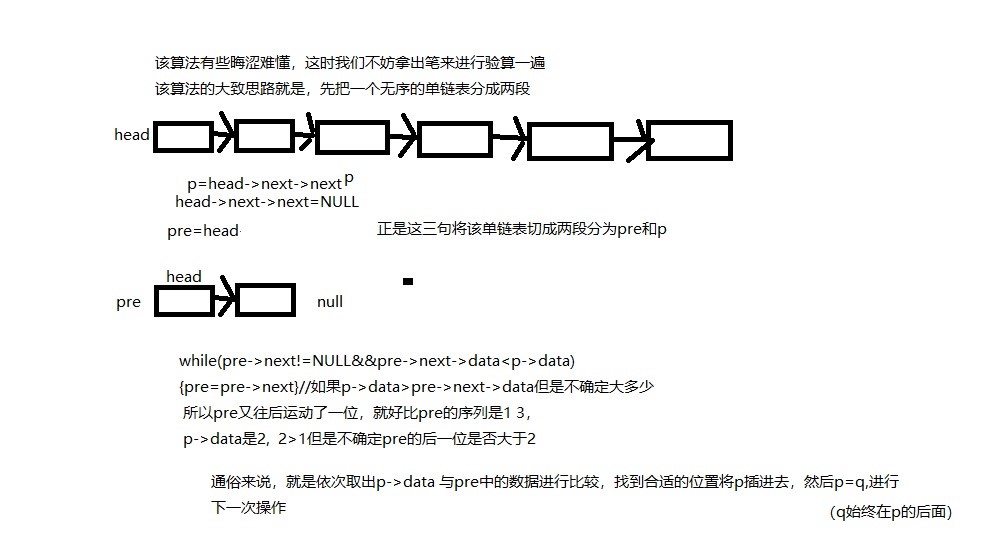 该算法有些晦涩难懂，这时我们不妨拿出笔来进行验算一遍
该算法的大致思路就是，先把一个无序的单链表分成两段
head
p=head->next->next p
head->next->next=NULL
pre=head
正是这三句将该单链表切成两段分为pre和p
head
pre
null
while(pre->next!=NULL&&pre->next->data<p->data)
{pre=pre->next}//如果p->data>pre->next->data但是不确定大多少
所以pre又往后运动了一位，就好比pre的序列是1 3，
p->data是2，2>1但是不确定pre的后一位是否大于2
通俗来说，就是依次取出p->data 与pre中的数据进行比较，找到合适的位置将p插进去，然后p=q,进行
下一次操作
(q始终在p的后面)